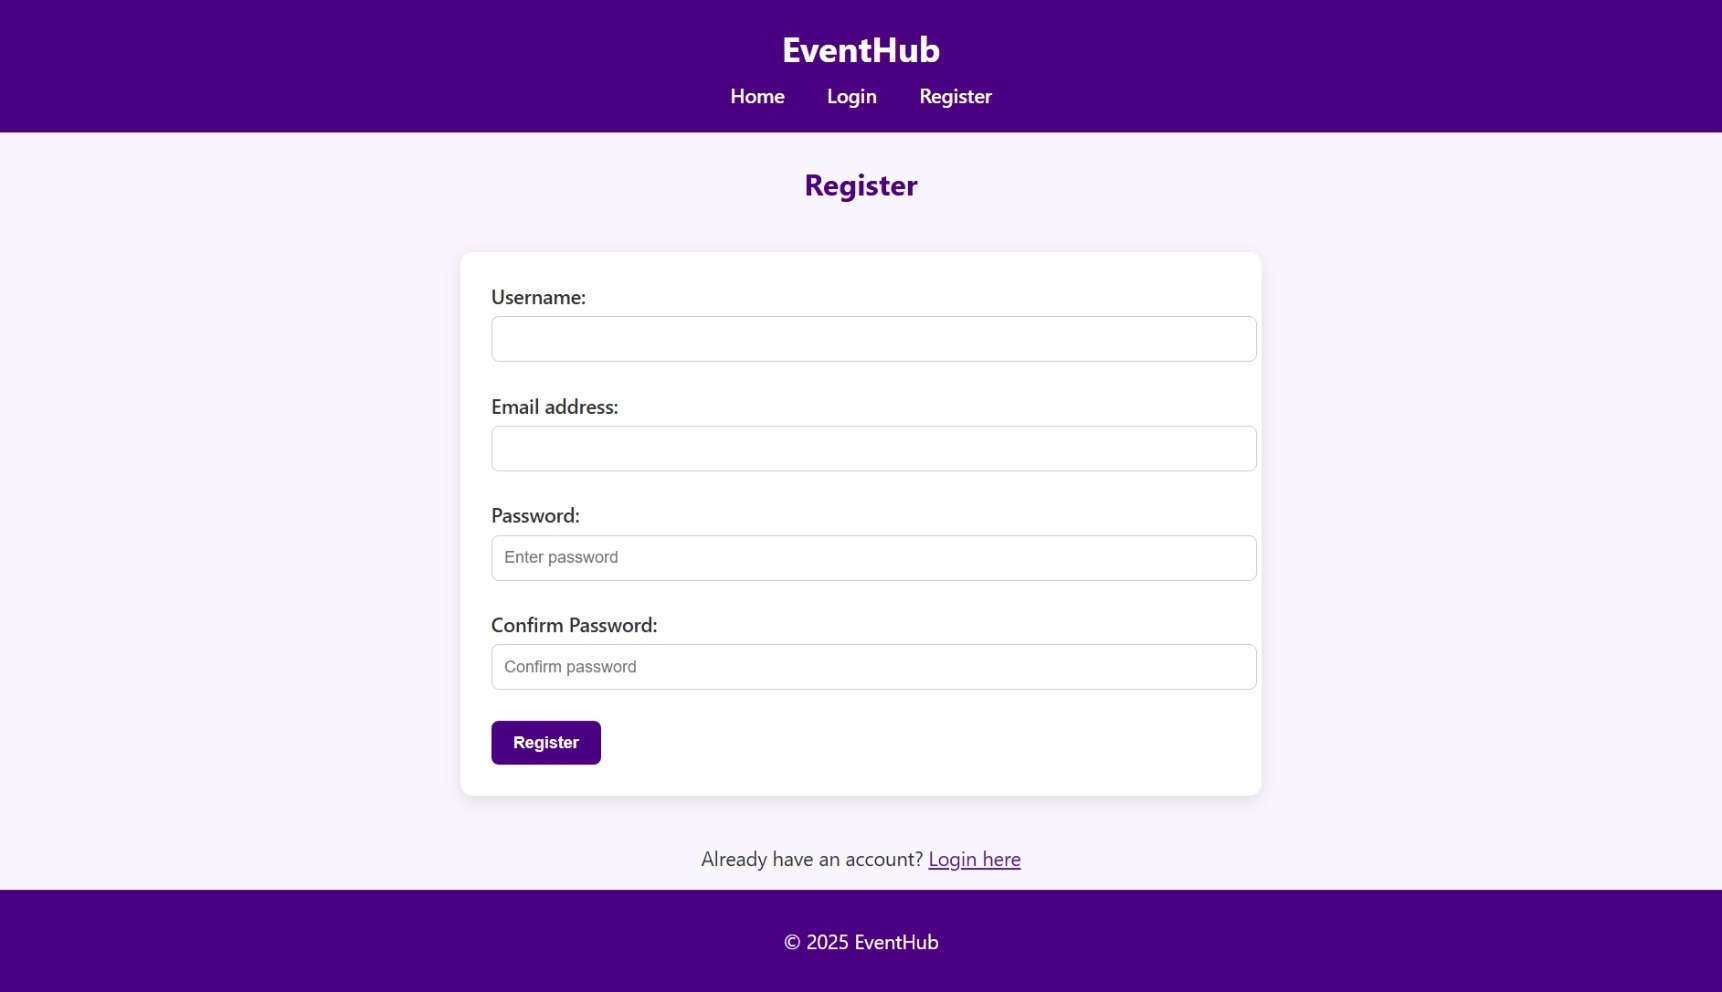 EventHub
Home Login Register
Register
Username:
Email address:
Password:
Enter password
Confirm Password:
Confirm password
Register
Already have an account? Login here
© 2025 EventHub